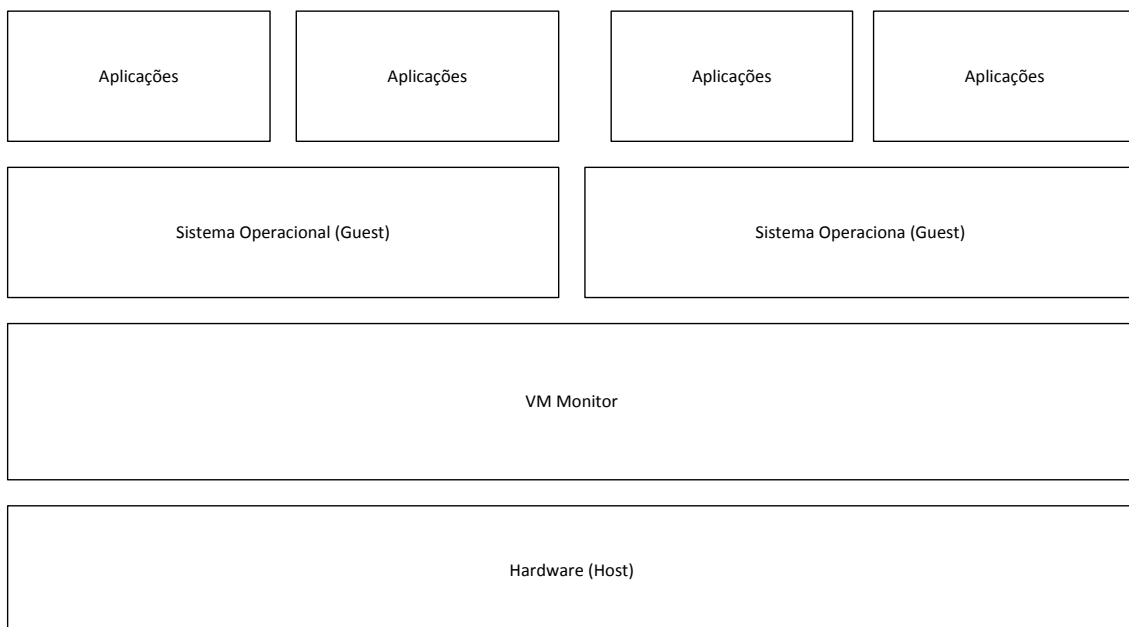 Aplicações
Aplicações
Aplicações
Aplicações
Sistema Operacional (Guest)
Sistema Operaciona (Guest)
VM Monitor
Hardware (Host)